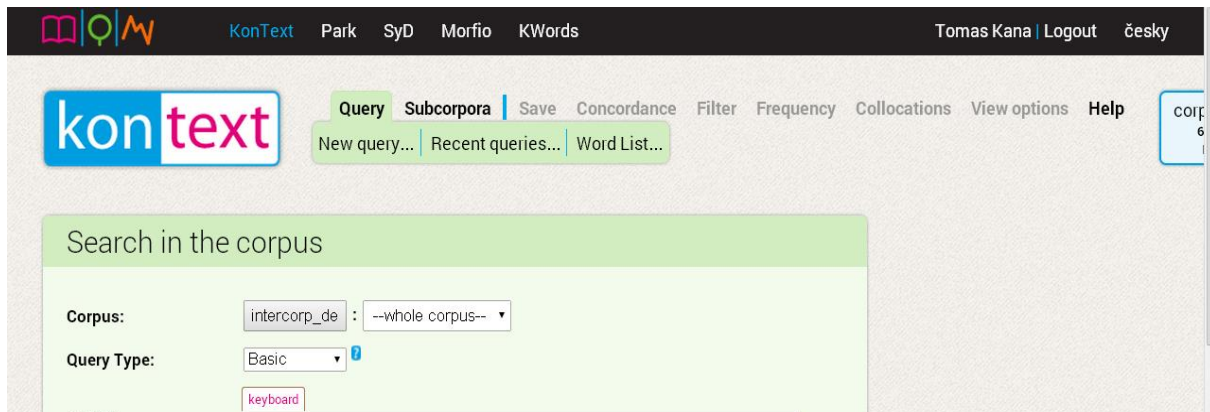 KonText Park SyD Morfio KWords Tomas Kana | Logout česky
kontext
Query Subcorpora Save Concordance Filter Frequency Collocations View options Help
New query... Recent queries... Word List...
Search in the corpus
Corpus: intercorp_de : --whole corpus--
Query Type: Basic ?
keyboard